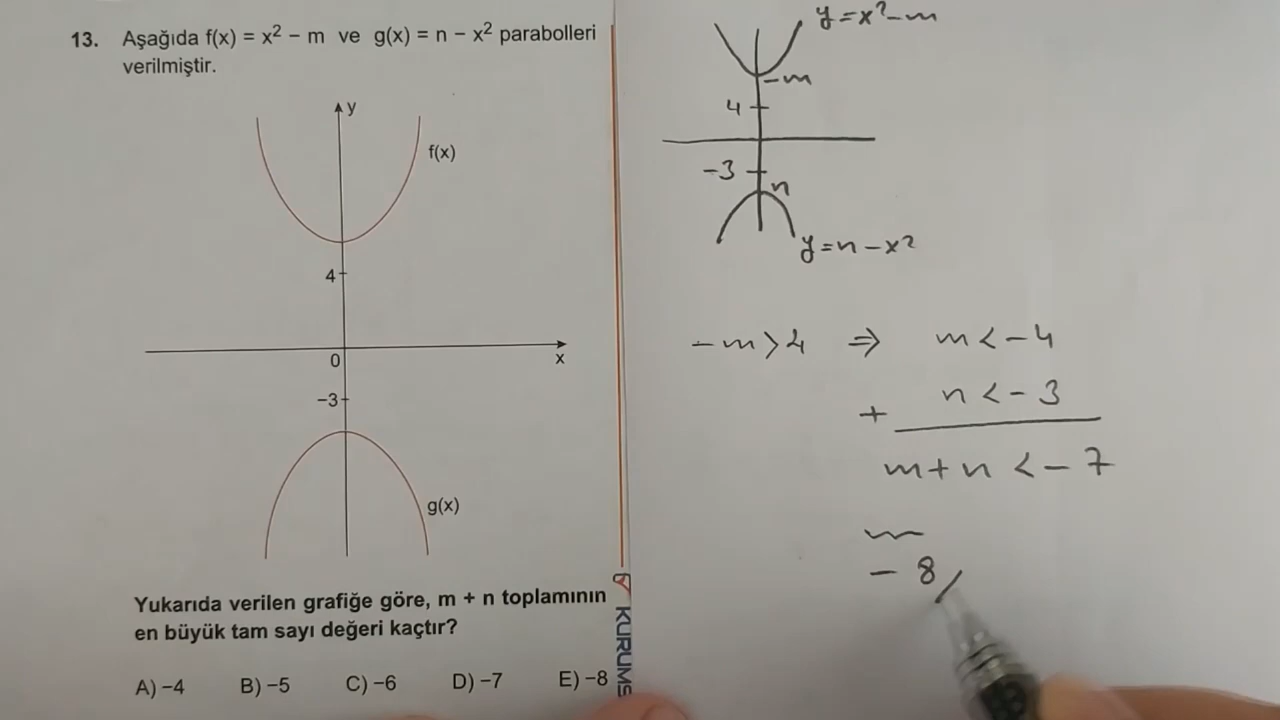 13. Aşağıda f(x) = x² – m ve g(x) = n – x² parabolleri
verilmiştir.
y
f(x)
4
0
x
–3
g(x)
Yukarıda verilen grafiğe göre, m + n toplamının
en büyük tam sayı değeri kaçtır?
A) –4 B) –5 C) –6 D) –7 E) –8
KURUMS
y = x² – m
– m
4
–3
n
y = n – x²
– m > 4 ⇒ m < – 4
n < – 3
+
m + n < – 7
– 8